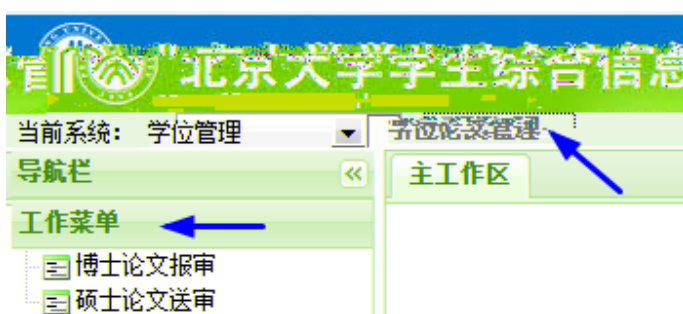 北京大学学生综合信息
当前系统： 学位管理 学位论文管理
导航栏 主工作区
工作菜单
博士论文报审
硕士论文送审